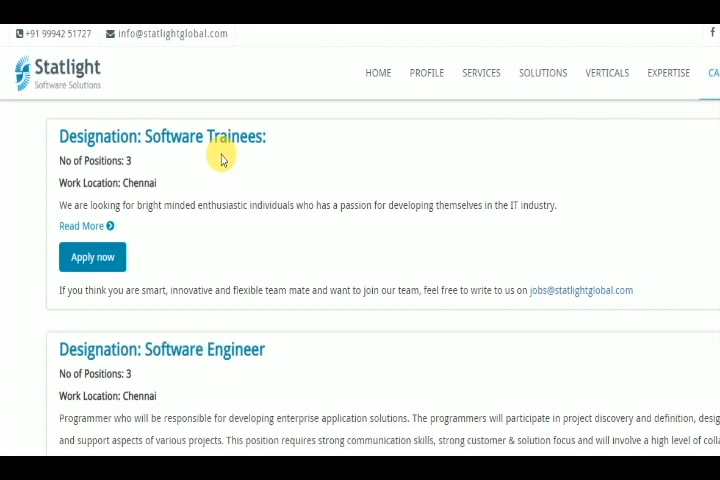 +91 99942 51727 info@statlightglobal.com
Statlight
Software Solutions
HOME PROFILE SERVICES SOLUTIONS VERTICALS EXPERTISE CA
Designation: Software Trainees:
No of Positions: 3
Work Location: Chennai
We are looking for bright minded enthusiastic individuals who has a passion for developing themselves in the IT industry.
Read More
Apply now
If you think you are smart, innovative and flexible team mate and want to join our team, feel free to write to us on jobs@statlightglobal.com
Designation: Software Engineer
No of Positions: 3
Work Location: Chennai
Programmer who will be responsible for developing enterprise application solutions. The programmers will participate in project discovery and definition, desig
and support aspects of various projects. This position requires strong communication skills, strong customer & solution focus and will involve a high level of colla